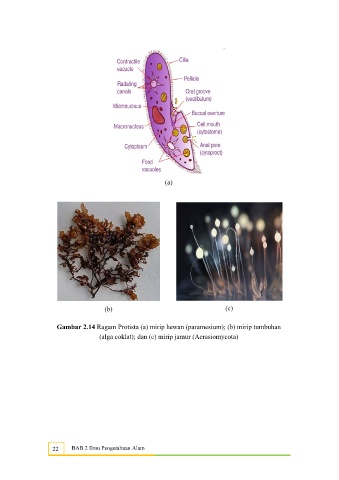 Contractile
vacuole
Cilia
Pellicle
Radiating
canals
Oral groove
(vestibulum)
Micronucleus
Buccal overture
Macronucleus
Cell mouth
(cytostome)
Cytoplasm
Anal pore
(cytoproct)
Food
vacuoles
(a)
(b)
(c)
Gambar 2.14 Ragam Protista (a) mirip hewan (paramesium); (b) mirip tumbuhan
(alga coklat); dan (c) mirip jamur (Acrasiomycota)
22 BAB 2 Ilmu Pengetahuan Alam